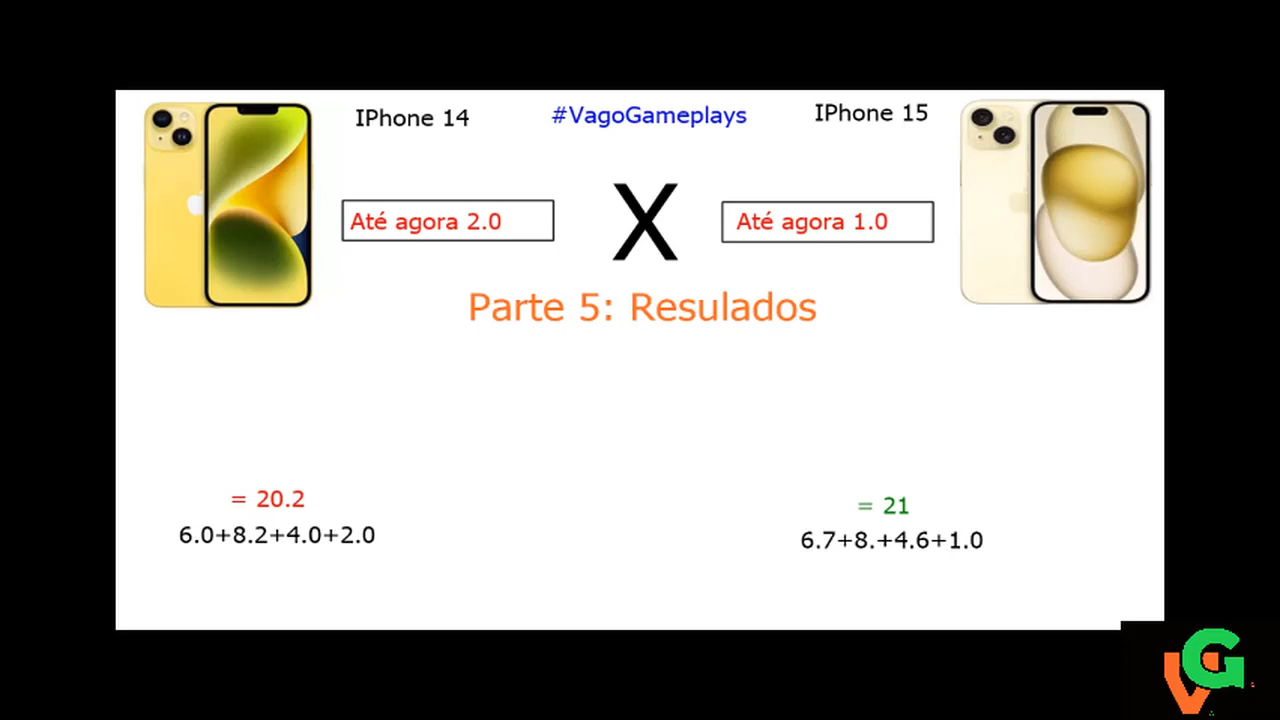 IPhone 14
#VagoGameplays
IPhone 15
Até agora 2.0
X
Até agora 1.0
Parte 5: Resulados
= 20.2
6.0+8.2+4.0+2.0
= 21
6.7+8.+4.6+1.0
VG